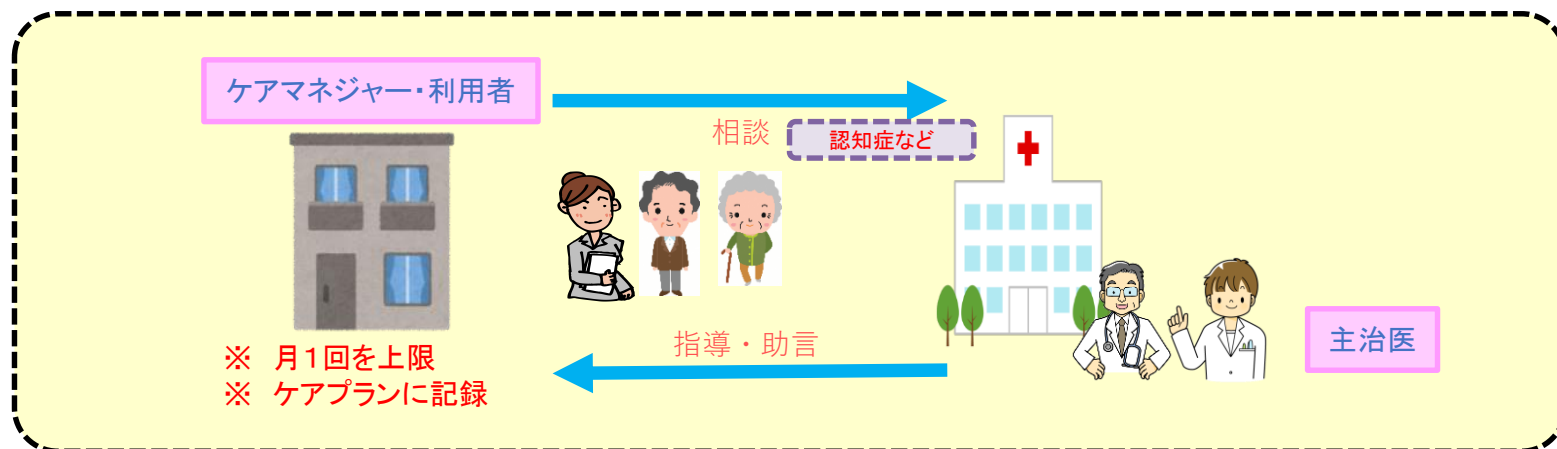 ケアマネジャー・利用者
相談
認知症など
指導・助言
主治医
※ 月１回を上限
※ ケアプランに記録